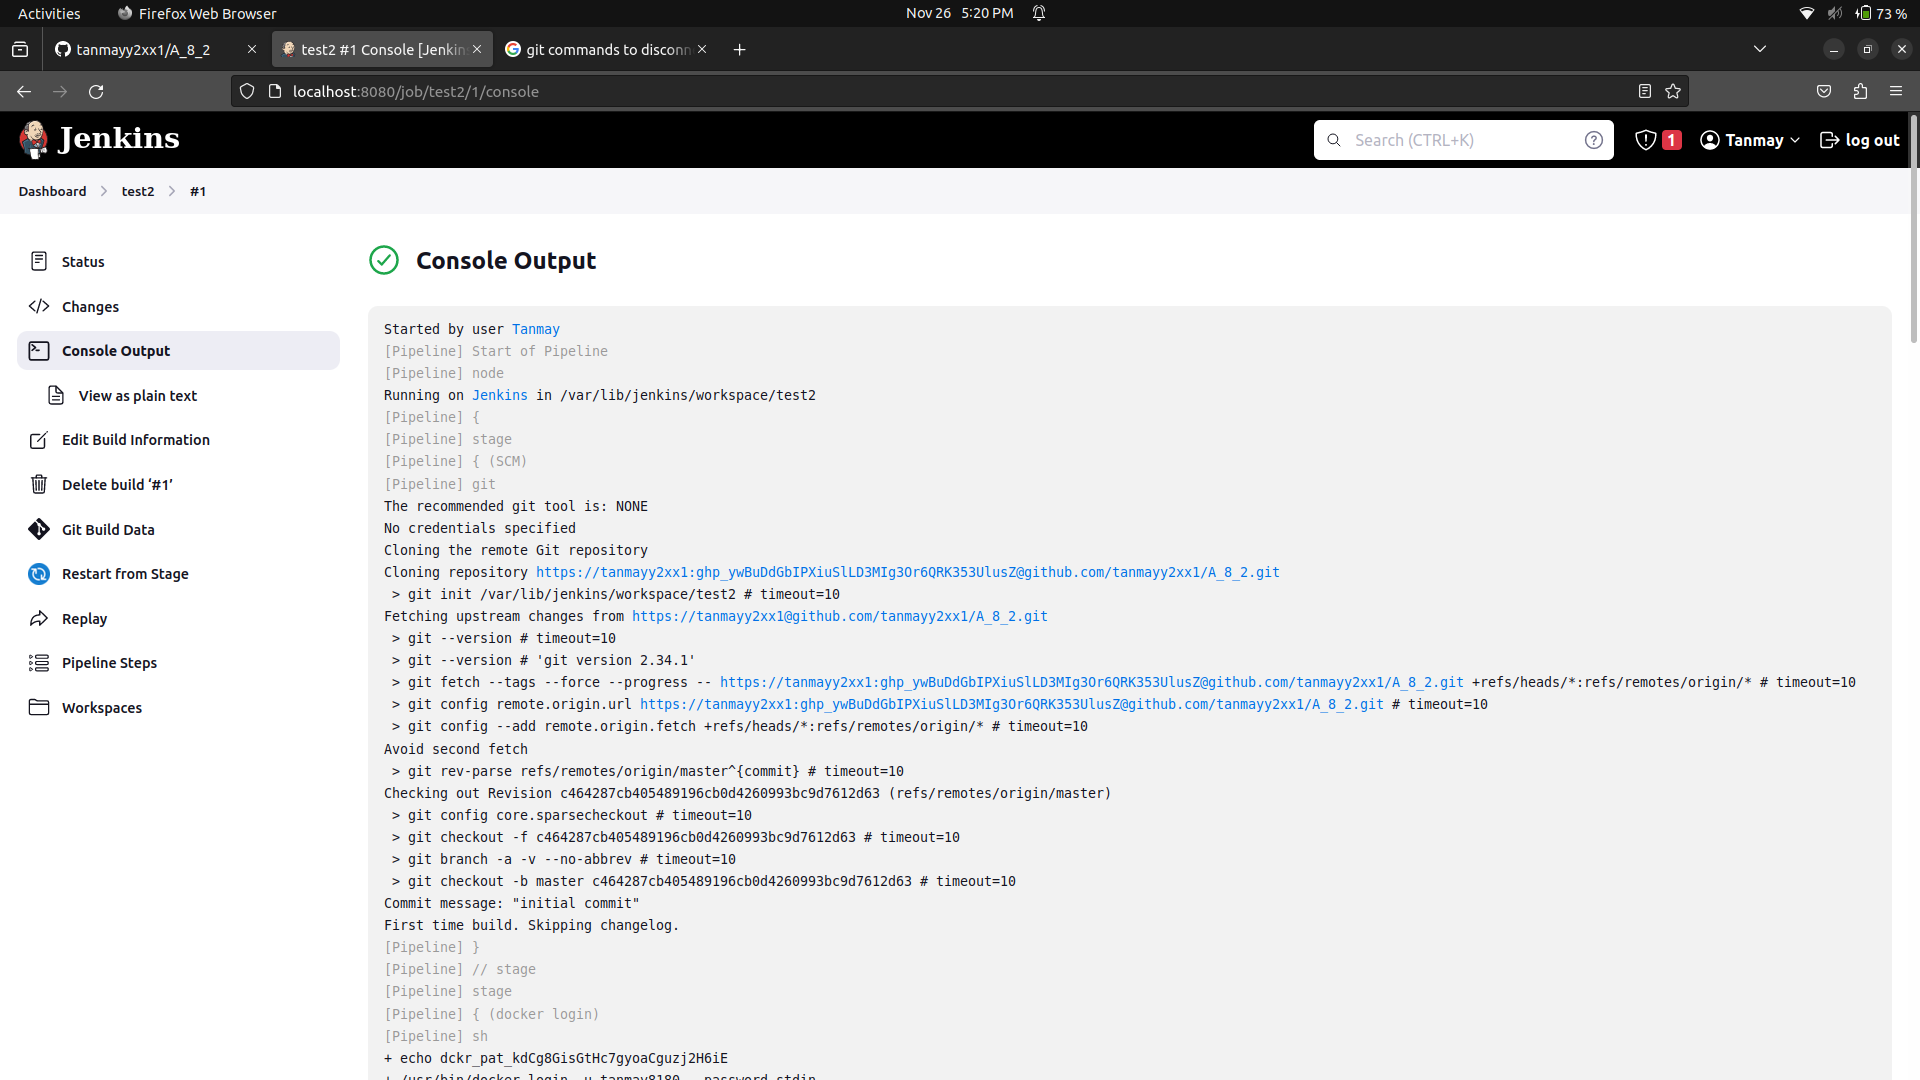 Activities
Firefox Web Browser
Nov 26 5:20 PM
73 %
tanmayy2xx1/A_8_2
test2 #1 Console [Jenkin
git commands to disconn
localhost:8080/job/test2/1/console
Jenkins
Search (CTRL+K)
1
Tanmay
log out
Dashboard
test2
#1
Status
Changes
Console Output
View as plain text
Edit Build Information
Delete build ‘#1’
Git Build Data
Restart from Stage
Replay
Pipeline Steps
Workspaces
Console Output
Started by user Tanmay
[Pipeline] Start of Pipeline
[Pipeline] node
Running on Jenkins in /var/lib/jenkins/workspace/test2
[Pipeline] {
[Pipeline] stage
[Pipeline] { (SCM)
[Pipeline] git
The recommended git tool is: NONE
No credentials specified
Cloning the remote Git repository
Cloning repository https://tanmayy2xx1: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@github.com/tanmayy2xx1/A_8_2.git
> git init /var/lib/jenkins/workspace/test2 # timeout=10
Fetching upstream changes from https://tanmayy2xx1@github.com/tanmayy2xx1/A_8_2.git
> git --version # timeout=10
> git --version # 'git version 2.34.1'
> git fetch --tags --force --progress -- https://tanmayy2xx1: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@github.com/tanmayy2xx1/A_8_2.git +refs/heads/*:refs/remotes/origin/* # timeout=10
> git config remote.origin.url https://tanmayy2xx1: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@github.com/tanmayy2xx1/A_8_2.git # timeout=10
> git config --add remote.origin.fetch +refs/heads/*:refs/remotes/origin/* # timeout=10
Avoid second fetch
> git rev-parse refs/remotes/origin/master^{commit} # timeout=10
Checking out Revision c464287cb405489196cb0d4260993bc9d7612d63 (refs/remotes/origin/master)
> git config core.sparsecheckout # timeout=10
> git checkout -f c464287cb405489196cb0d4260993bc9d7612d63 # timeout=10
> git branch -a -v --no-abbrev # timeout=10
> git checkout -b master c464287cb405489196cb0d4260993bc9d7612d63 # timeout=10
Commit message: "initial commit"
First time build. Skipping changelog.
[Pipeline] }
[Pipeline] // stage
[Pipeline] stage
[Pipeline] { (docker login)
[Pipeline] sh
+ echo dckr_pat_kdCg8GisGtHc7gyoaCguzj2H6iE
+ /usr/bin/docker login -u tanmay8180 --password-stdin